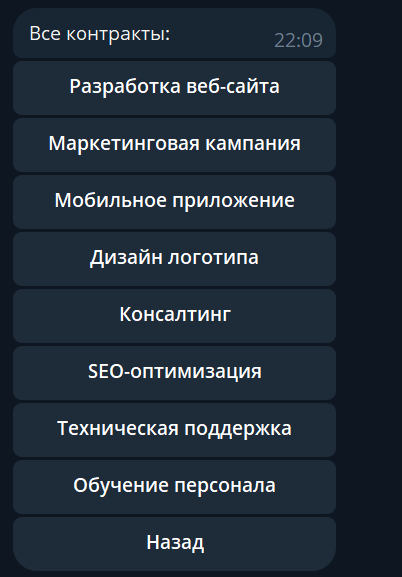 Все контракты:
22:09
Разработка веб-сайта
Маркетинговая кампания
Мобильное приложение
Дизайн логотипа
Консалтинг
SEO-оптимизация
Техническая поддержка
Обучение персонала
Назад